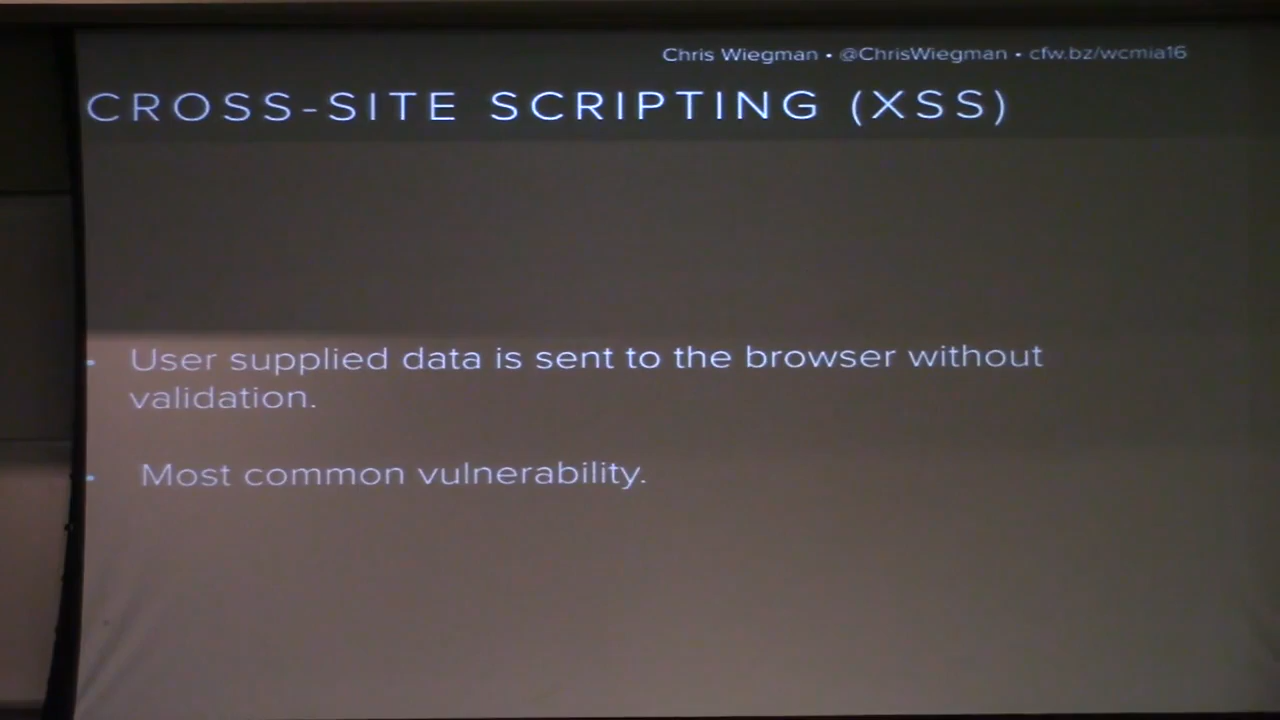 Chris Wiegman • @ChrisWiegman • cfw.bz/wcmia16
CROSS-SITE SCRIPTING (XSS)
• User supplied data is sent to the browser without
validation.
• Most common vulnerability.